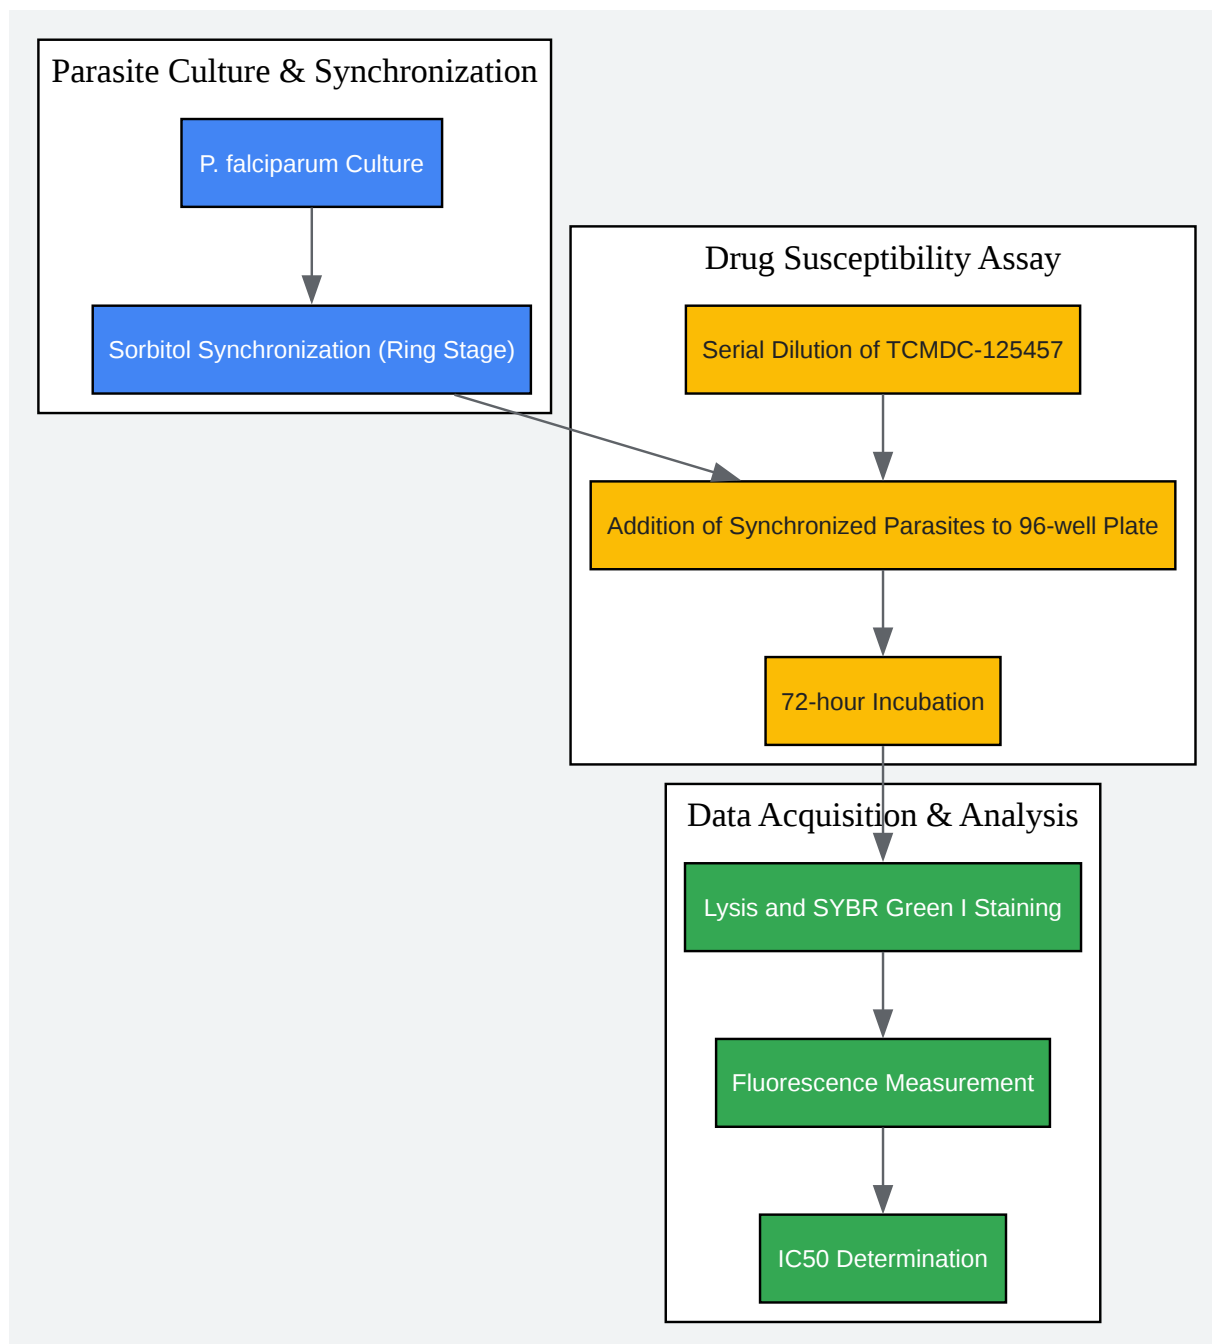 Parasite Culture & Synchronization
P. falciparum Culture
Sorbitol Synchronization (Ring Stage)
Drug Susceptibility Assay
Serial Dilution of TCMDC-125457
Addition of Synchronized Parasites to 96-well Plate
72-hour Incubation
Data Acquisition & Analysis
Lysis and SYBR Green I Staining
Fluorescence Measurement
IC50 Determination